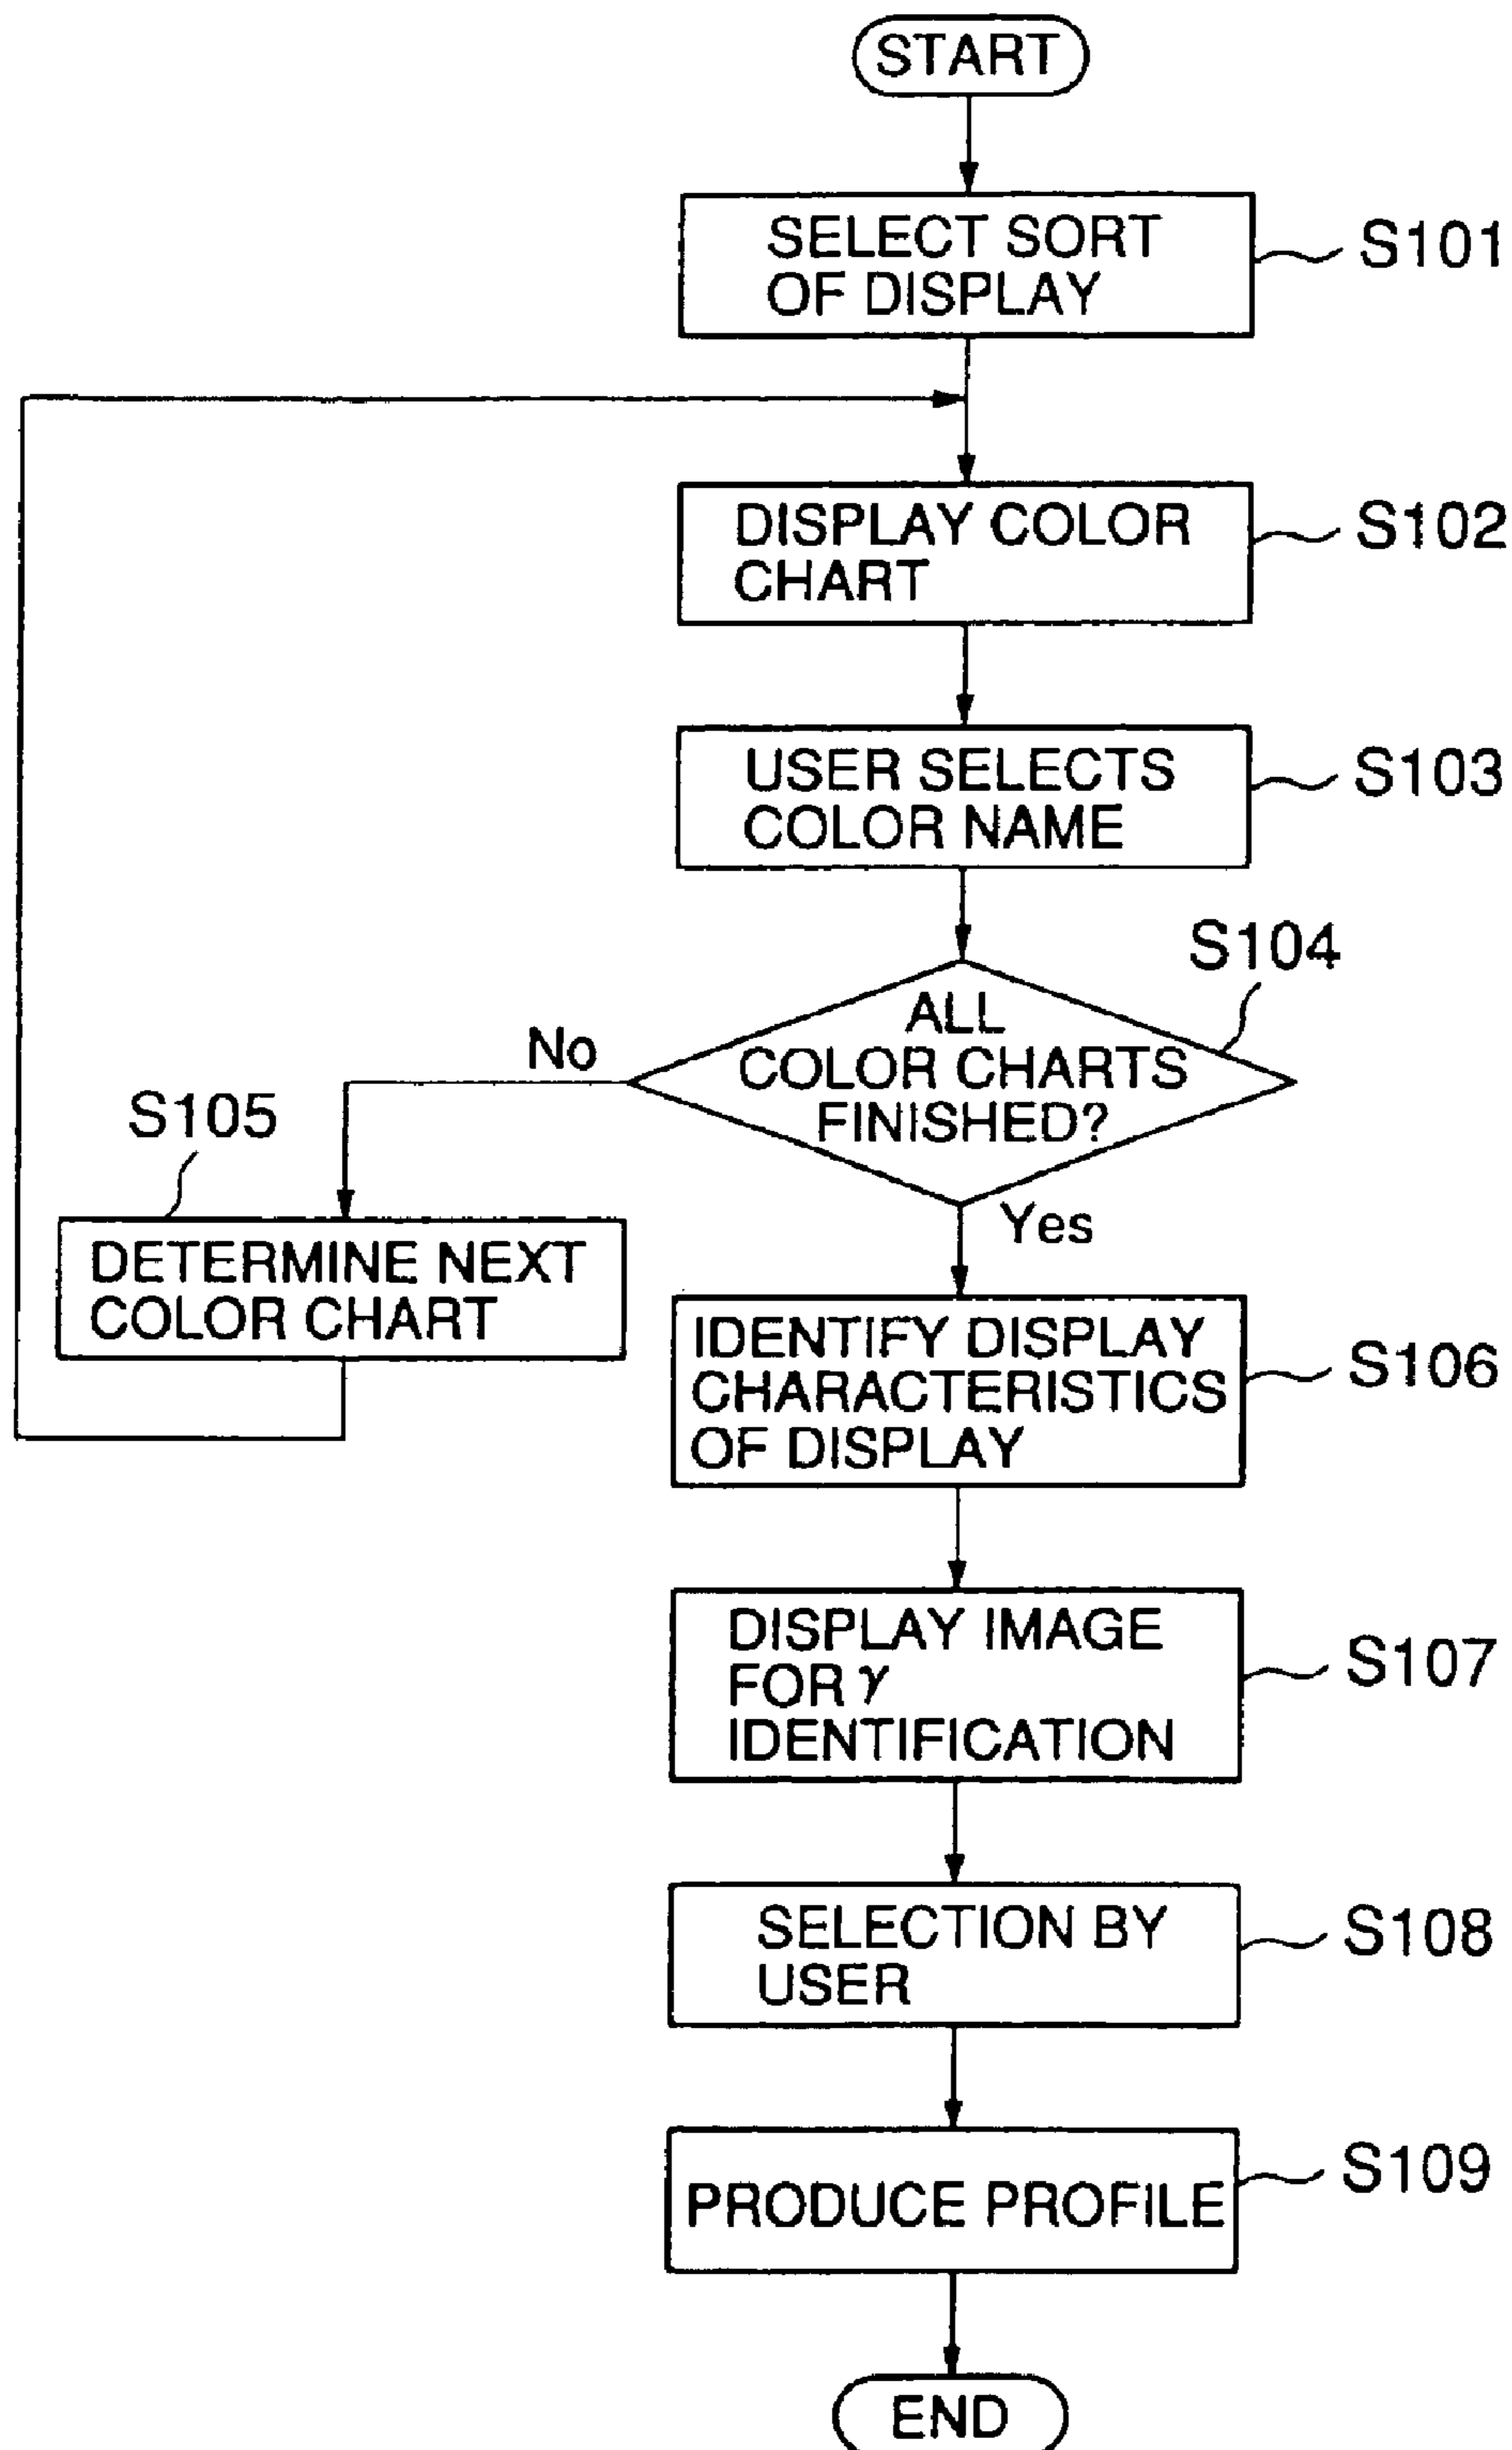 START
SELECT SORT
OF DISPLAY
S101
DISPLAY COLOR
CHART
S102
USER SELECTS
COLOR NAME
S103
S104
ALL
COLOR CHARTS
FINISHED?
No
Yes
S105
DETERMINE NEXT
COLOR CHART
IDENTIFY DISPLAY
CHARACTERISTICS
OF DISPLAY
S106
DISPLAY IMAGE
FOR γ
IDENTIFICATION
S107
SELECTION BY
USER
S108
PRODUCE PROFILE
S109
END